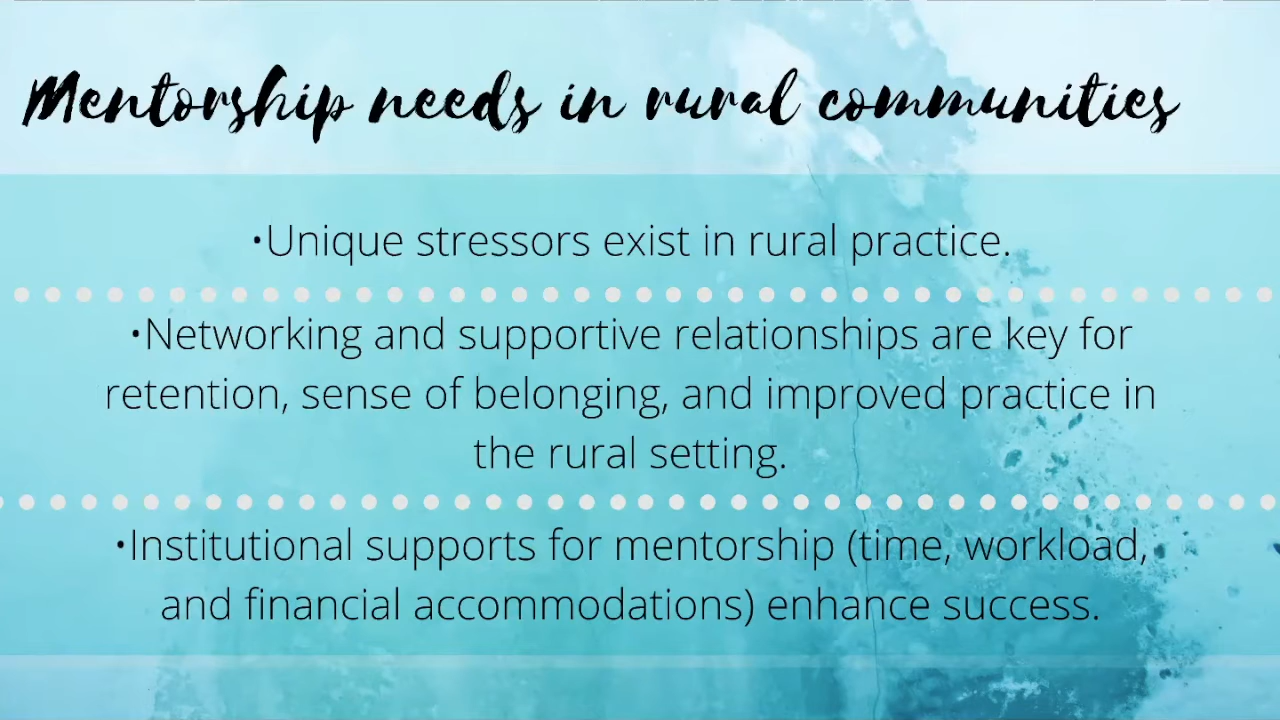 Mentorship needs in rural communities
•Unique stressors exist in rural practice.
•Networking and supportive relationships are key for
retention, sense of belonging, and improved practice in
the rural setting.
•Institutional supports for mentorship (time, workload,
and financial accommodations) enhance success.